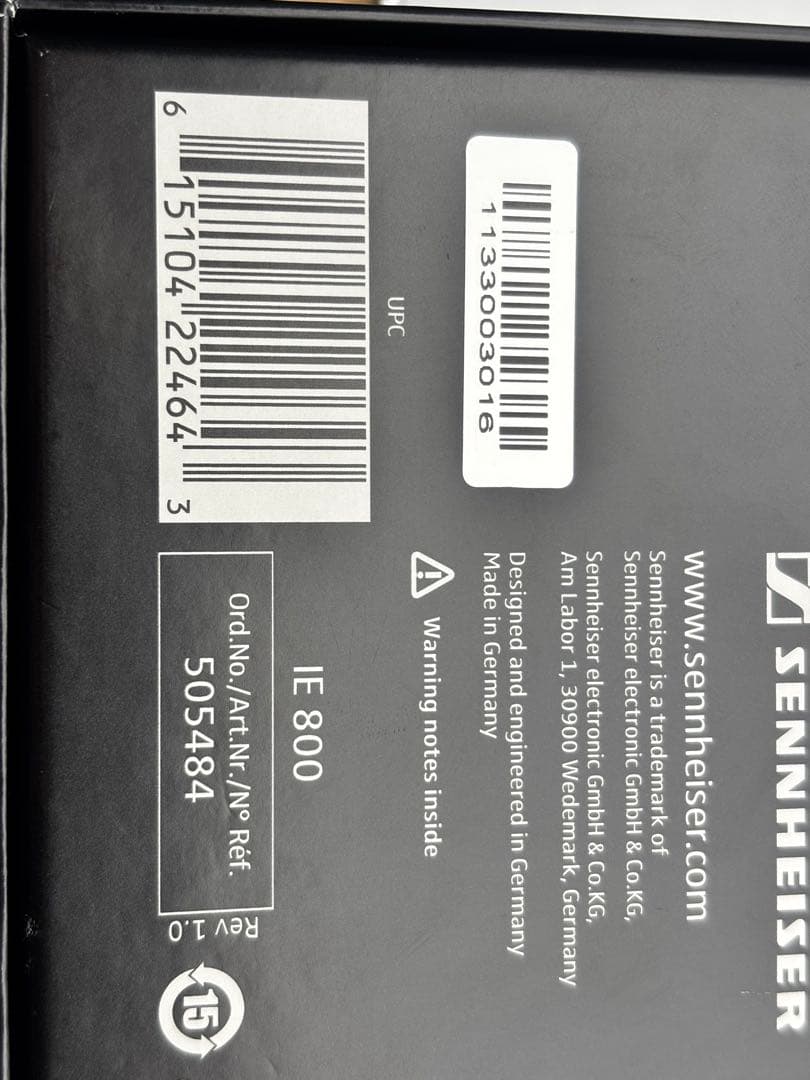 SENNHEISER
www.sennheiser.com
Sennheiser is a trademark of
Sennheiser electronic GmbH & Co.KG,
Sennheiser electronic GmbH & Co.KG,
Am Labor 1, 30900 Wedemark, Germany
Designed and engineered in Germany
Made in Germany
Warning notes inside
1133003016
UPC
6 15104 22464 3
IE 800
Ord.No./Art.Nr./N° Réf.
505484
Rev 1.0
15